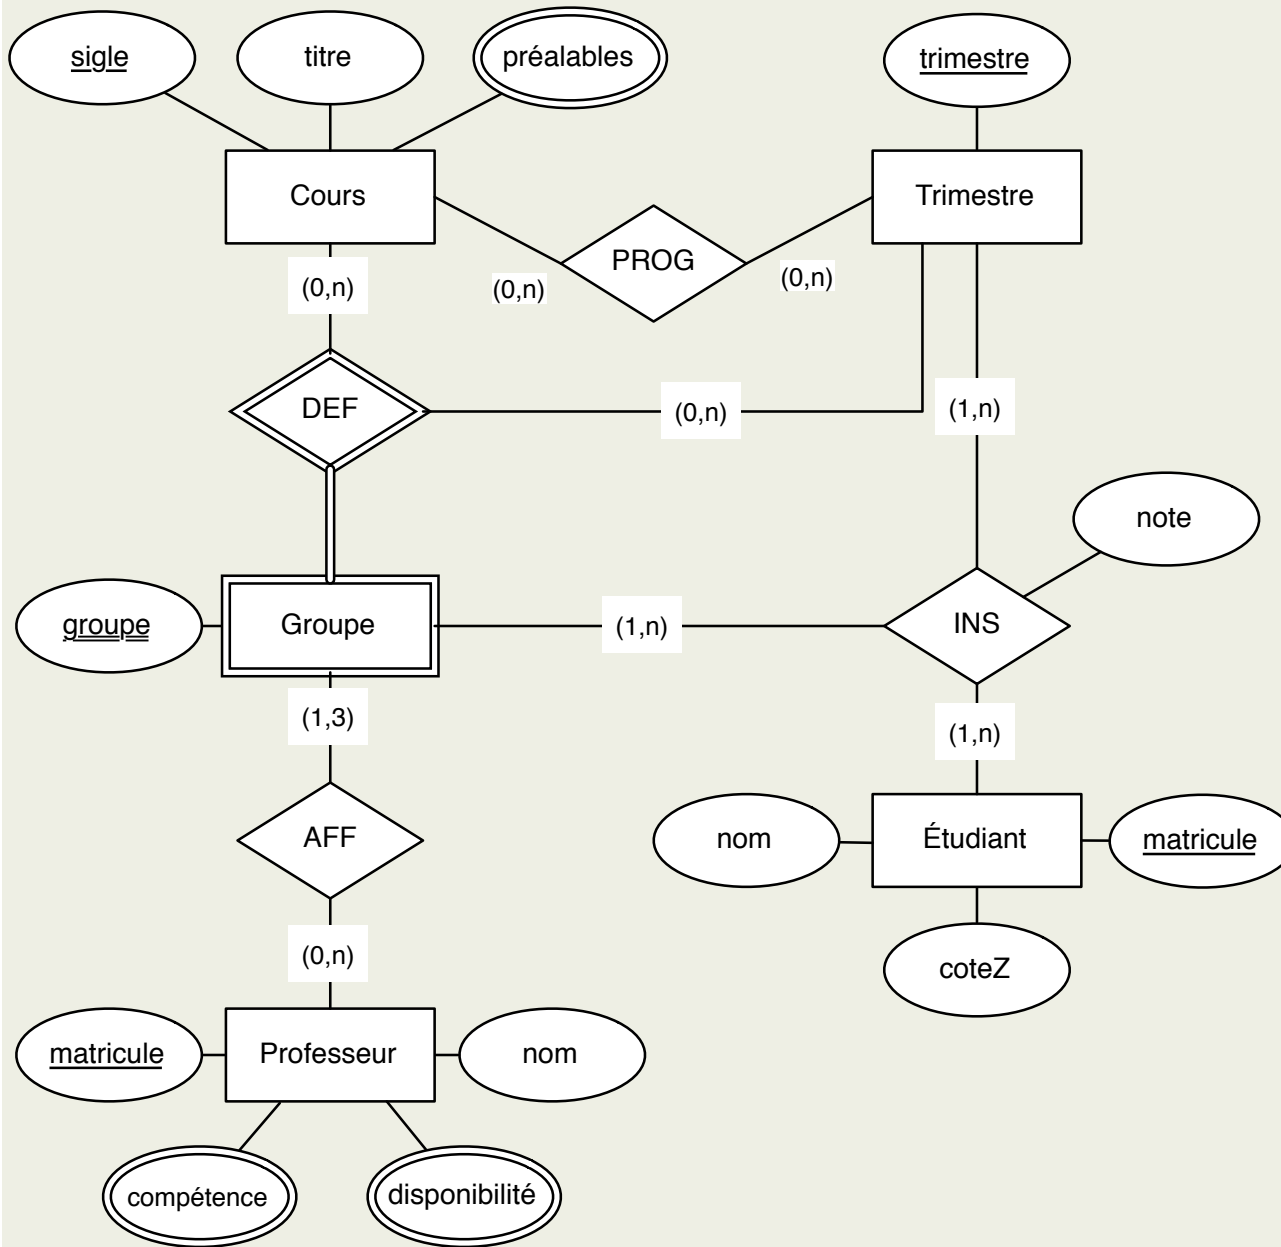 sigle
titre
préalables
trimestre
Cours
Trimestre
PROG
(0,n)
(0,n)
(0,n)
DEF
(0,n)
(1,n)
note
groupe
Groupe
(1,n)
INS
(1,3)
(1,n)
AFF
nom
Étudiant
matricule
(0,n)
coteZ
matricule
Professeur
nom
compétence
disponibilité